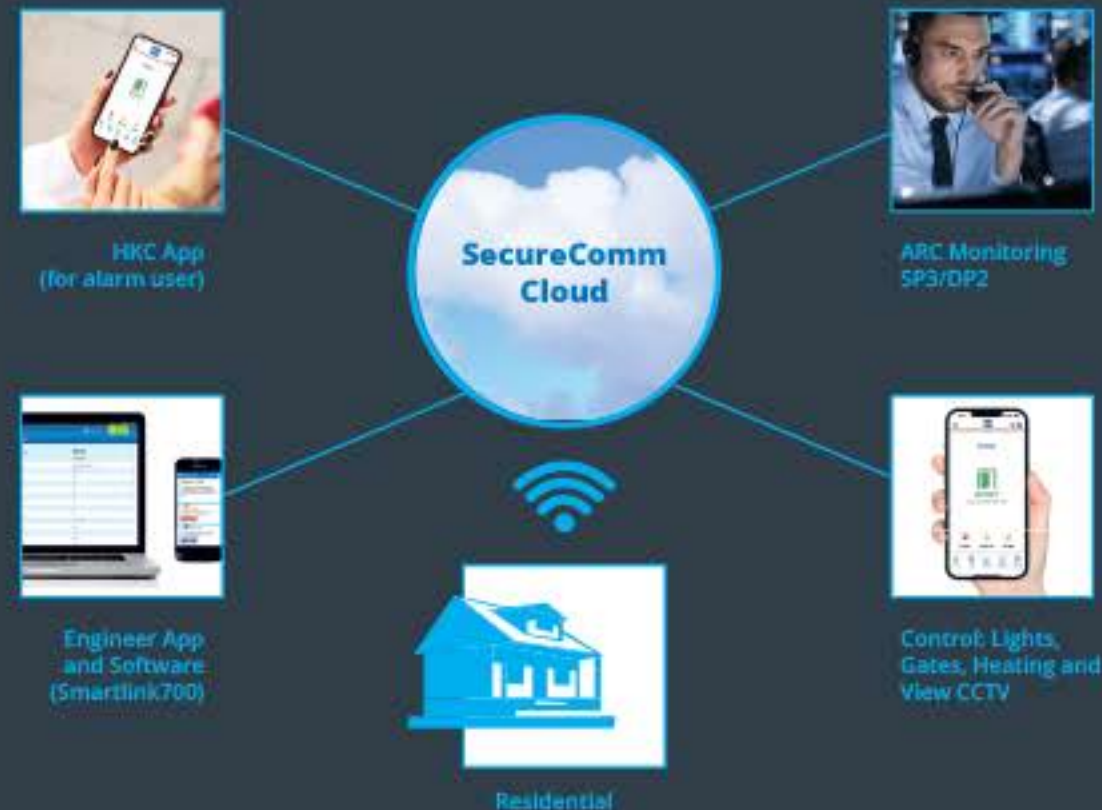 HKC App
(for alarm user)
SecureComm
Cloud
ARC Monitoring
SP3/DP2
Engineer App
and Software
(Smartlink700)
Control: Lights,
Gates, Heating and
View CCTV
Residential